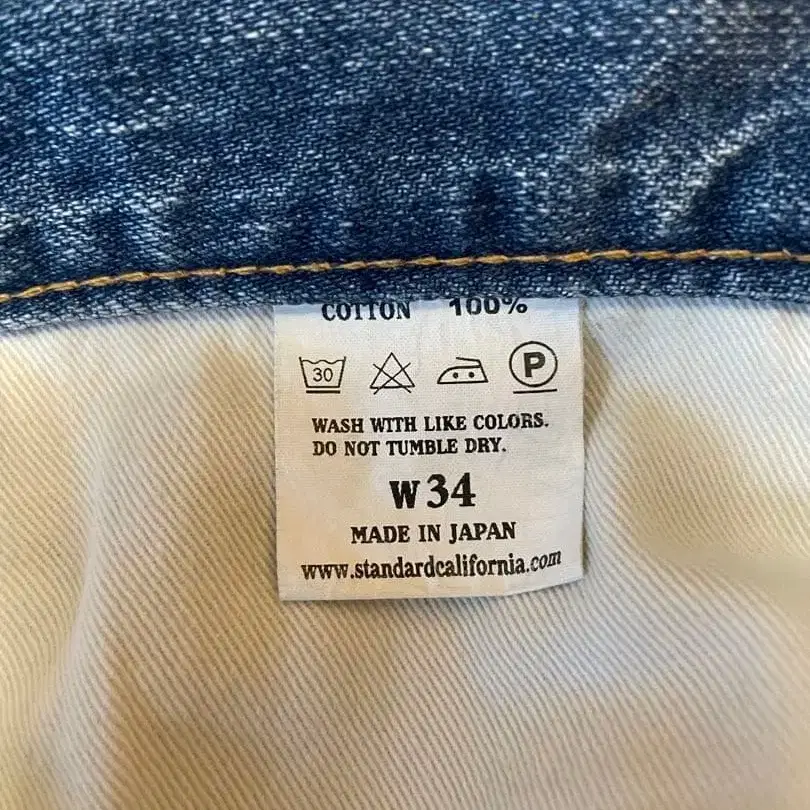 COTTON 100%
30 P
WASH WITH LIKE COLORS.
DO NOT TUMBLE DRY.
W34
MADE IN JAPAN
www.standardcalifornia.com